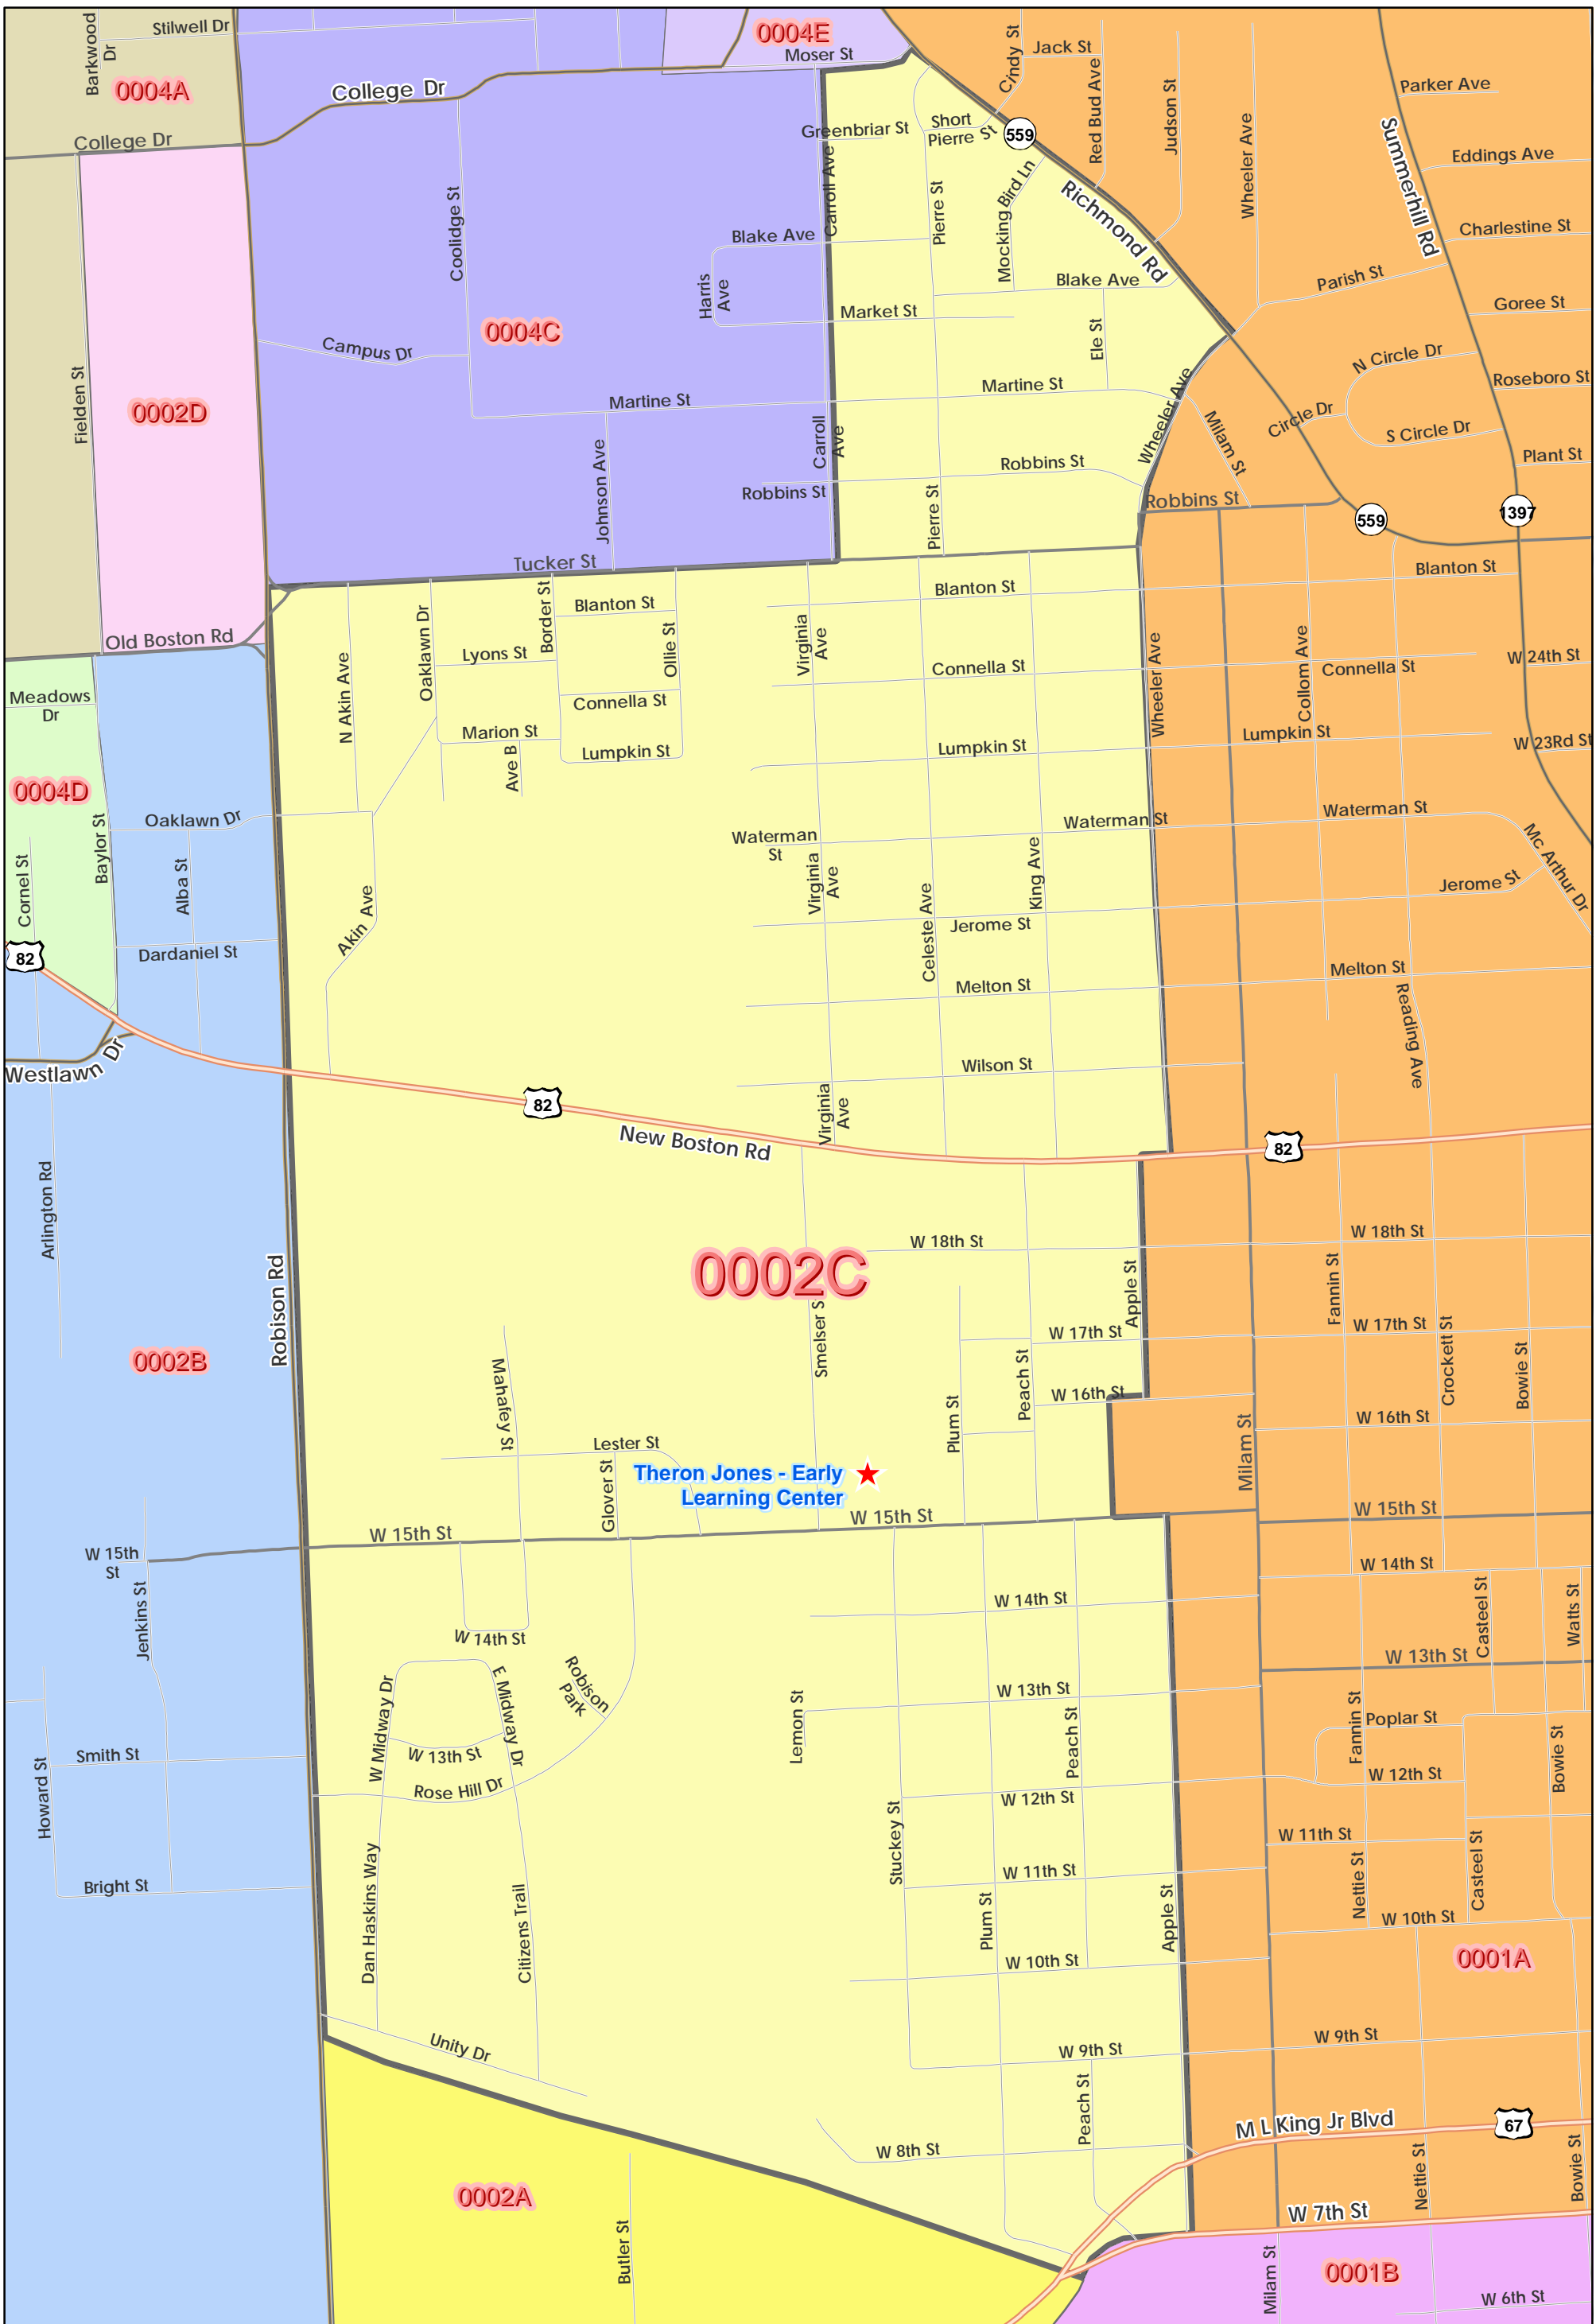 Barkwood
Dr
Stilwell Dr
0004A
College Dr
College Dr
0004E
Moser St
Cindy St
Jack St
Red Bud Ave
Judson St
Wheeler Ave
Summerhill Rd
Parker Ave
Eddings Ave
Charlestine St
Goree St
Roseboro St
Plant St
Greenbriar St
Short
Pierre St
559
Carroll Ave
Pierre St
Mocking Bird Ln
Richmond Rd
Coolidge St
Blake Ave
Harris
Ave
Blake Ave
Market St
Ele St
Parish St
N Circle Dr
Circle Dr
S Circle Dr
0004C
Campus Dr
Fielden St
0002D
Martine St
Martine St
Wheeler Ave
Milam St
Johnson Ave
Carroll
Ave
Robbins St
Robbins St
Robbins St
Pierre St
559
1397
Tucker St
Old Boston Rd
Meadows
Dr
0004D
N Akin Ave
Oaklawn Dr
Border St
Blanton St
Ollie St
Lyons St
Connella St
Marion St
Ave B
Lumpkin St
Virginia
Ave
Blanton St
Blanton St
Connella St
Connella St
Wheeler Ave
Collom Ave
W 24th St
Lumpkin St
Lumpkin St
W 23Rd St
Oaklawn Dr
Baylor St
Cornel St
Alba St
Dardaniel St
82
Westlawn Dr
Akin Ave
Waterman
St
Waterman St
Waterman St
Virginia
Ave
King Ave
Celeste Ave
Jerome St
Jerome St
Mc Arthur Dr
Melton St
Melton St
Reading Ave
Wilson St
Virginia
Ave
82
New Boston Rd
82
Arlington Rd
Robison Rd
0002B
0002C
W 18th St
W 18th St
Apple St
Fannin St
Smelser S
W 17th St
W 17th St
Crockett St
Bowie St
Peach St
Plum St
W 16th St
W 16th St
Milam St
Mahafey St
Lester St
Glover St
Theron Jones - Early
Learning Center
W 15th St
W 15th St
W 15th St
W 15th
St
Jenkins St
W 14th St
W 14th St
W 14th St
Casteel St
Watts St
W 13th St
W Midway Dr
E Midway Dr
Robison
Park
W 13th St
Rose Hill Dr
Lemon St
W 13th St
Peach St
Fannin St
Poplar St
Bowie St
Smith St
Howard St
Bright St
W 12th St
W 12th St
Stuckey St
W 11th St
W 11th St
Nettie St
Casteel St
Dan Haskins Way
Citizens Trail
Plum St
Apple St
W 10th St
W 10th St
0001A
Unity Dr
W 9th St
W 9th St
Peach St
W 8th St
M L King Jr Blvd
67
Nettie St
Bowie St
W 7th St
0002A
Butler St
Milam St
0001B
W 6th St